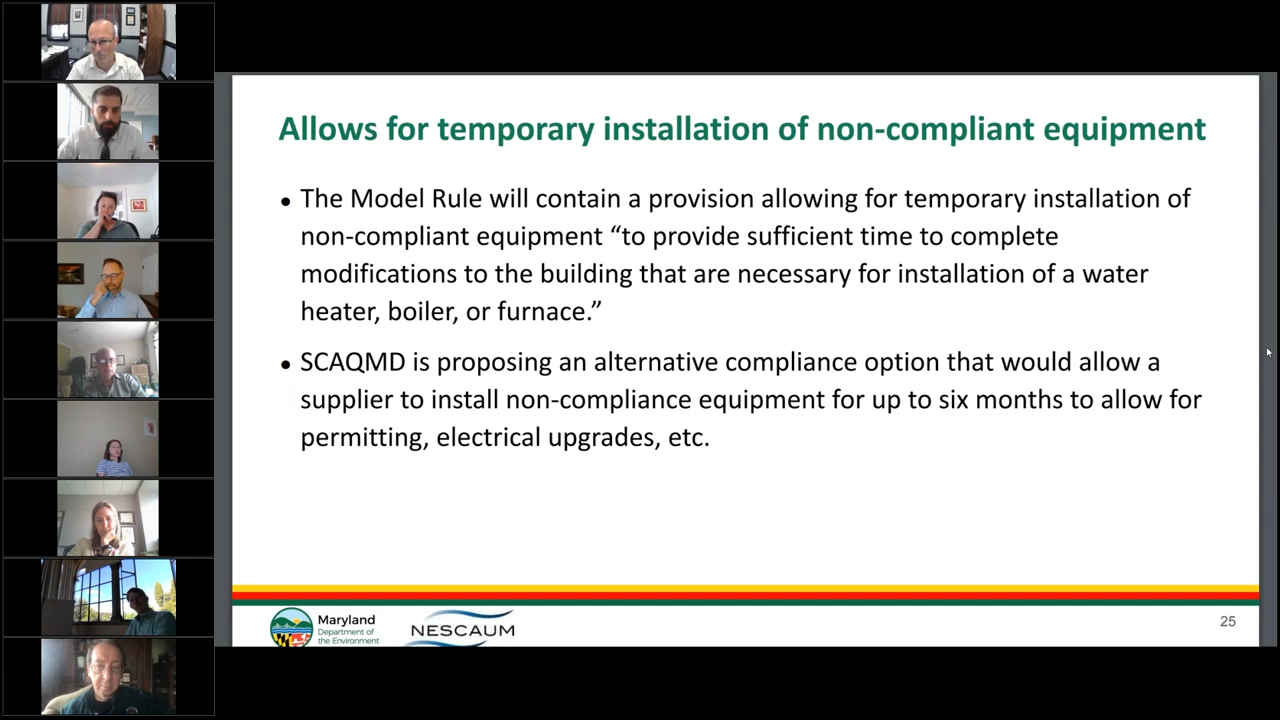 Allows for temporary installation of non-compliant equipment
• The Model Rule will contain a provision allowing for temporary installation of
non-compliant equipment “to provide sufficient time to complete
modifications to the building that are necessary for installation of a water
heater, boiler, or furnace.”
• SCAQMD is proposing an alternative compliance option that would allow a
supplier to install non-compliance equipment for up to six months to allow for
permitting, electrical upgrades, etc.
Maryland
Department of
the Environment
NESCAUM
25